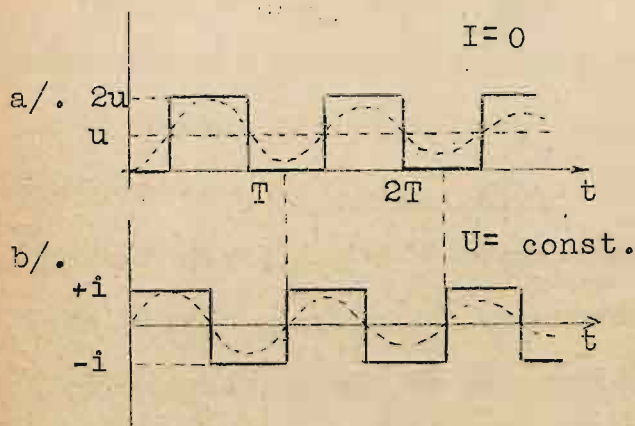 I= 0
a/. 2u
u
T 2T t
b/. U= const.
+i
t
-i